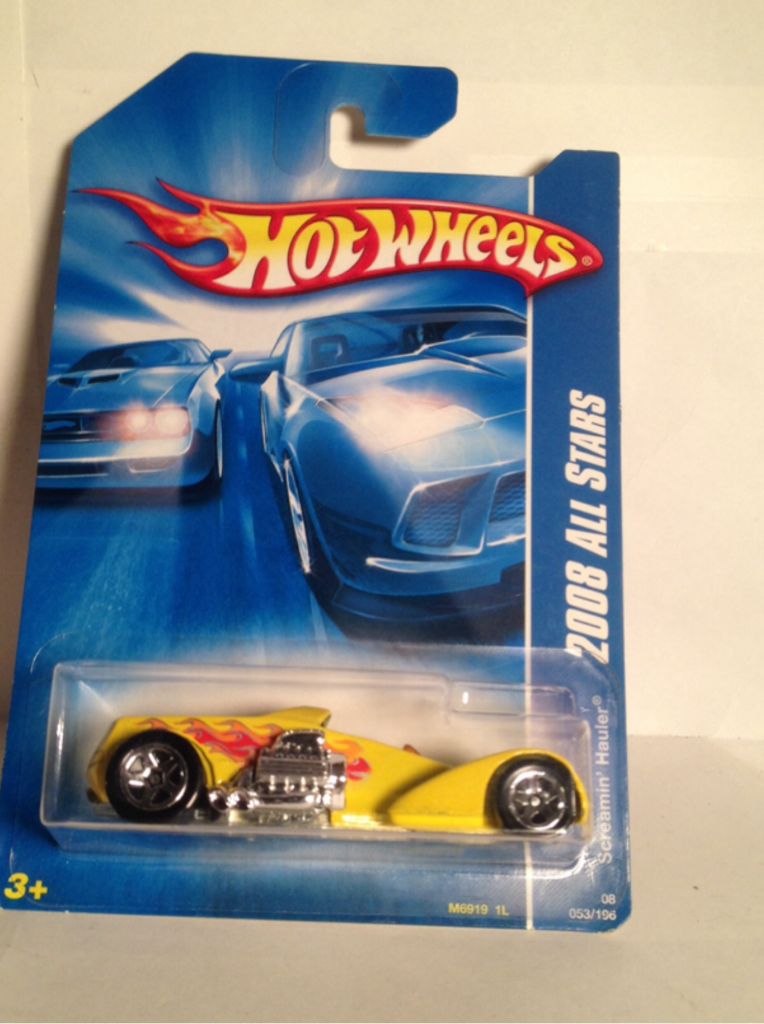 HOT WHEELS®
2008 ALL STARS
Screamin' Hauler®
3+
M6919 1L
08
053/196